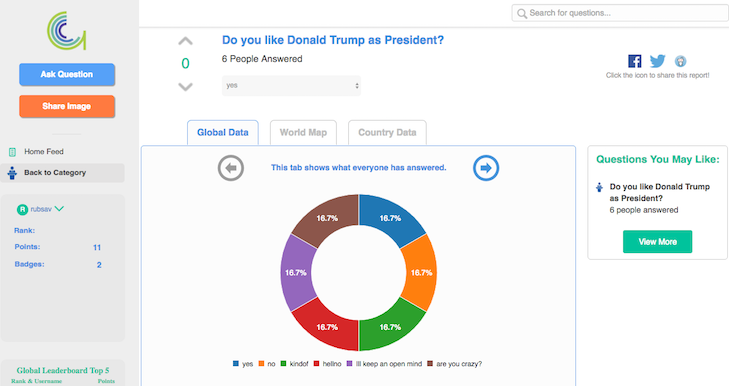 Search for questions...
Ask Question
Share Image
Home Feed
Back to Category
R rubsav
Rank:
Points: 11
Badges: 2
Global Leaderboard Top 5
Rank & Username Points
Do you like Donald Trump as President?
0
6 People Answered
yes
Click the icon to share this report!
Global Data
World Map
Country Data
This tab shows what everyone has answered.
16.7%
16.7%
16.7%
16.7%
16.7%
16.7%
yes no kindof hellno Ill keep an open mind are you crazy?
Questions You May Like:
Do you like Donald Trump
as President?
6 people answered
View More